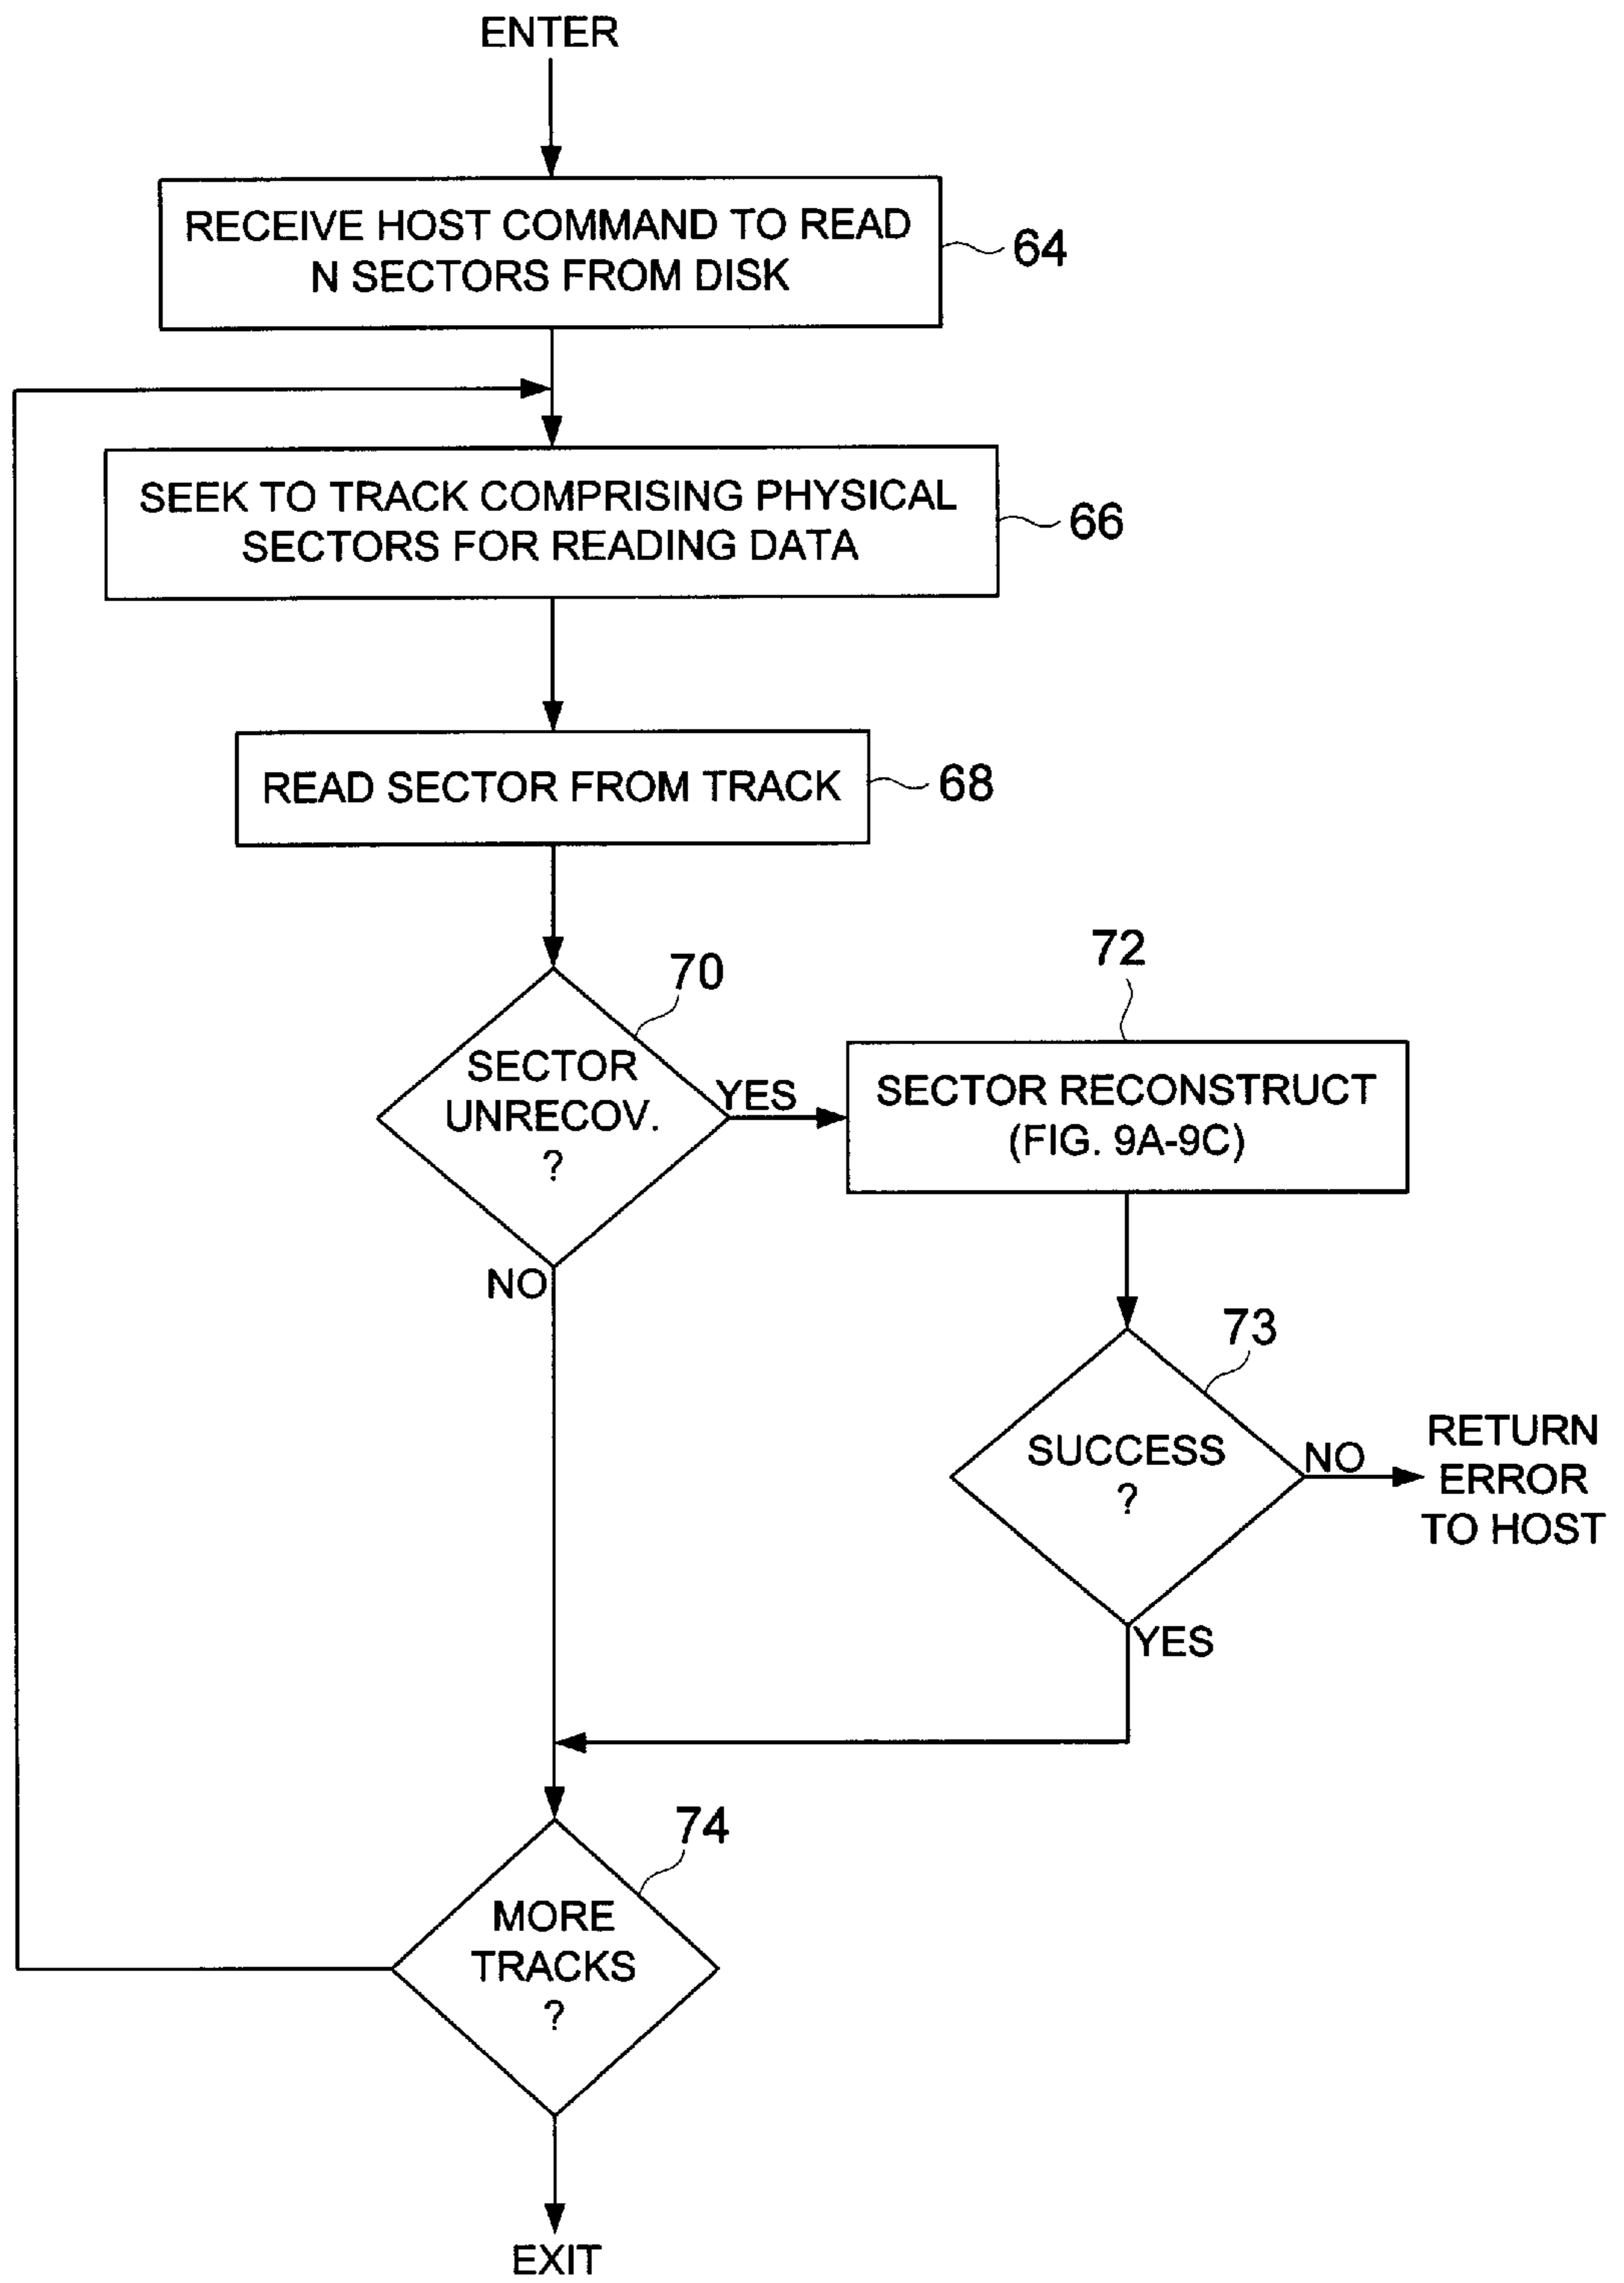 ENTER
RECEIVE HOST COMMAND TO READ
N SECTORS FROM DISK
64
SEEK TO TRACK COMPRISING PHYSICAL
SECTORS FOR READING DATA
66
READ SECTOR FROM TRACK
68
70
SECTOR
UNRECOV.
?
YES
NO
72
SECTOR RECONSTRUCT
(FIG. 9A-9C)
73
SUCCESS
?
NO
RETURN
ERROR
TO HOST
YES
74
MORE
TRACKS
?
EXIT